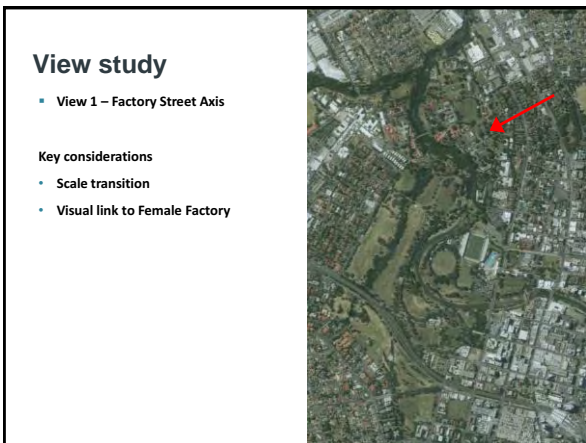 View study
▪ View 1 – Factory Street Axis
Key considerations
• Scale transition
• Visual link to Female Factory